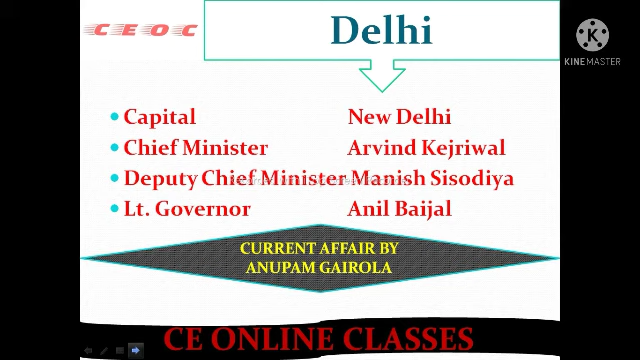 CEOC
Delhi
KINEMASTER
Capital New Delhi
Chief Minister Arvind Kejriwal
Deputy Chief Minister Manish Sisodiya
Lt. Governor Anil Baijal
CURRENT AFFAIR BY
ANUPAM GAIROLA
CE ONLINE CLASSES